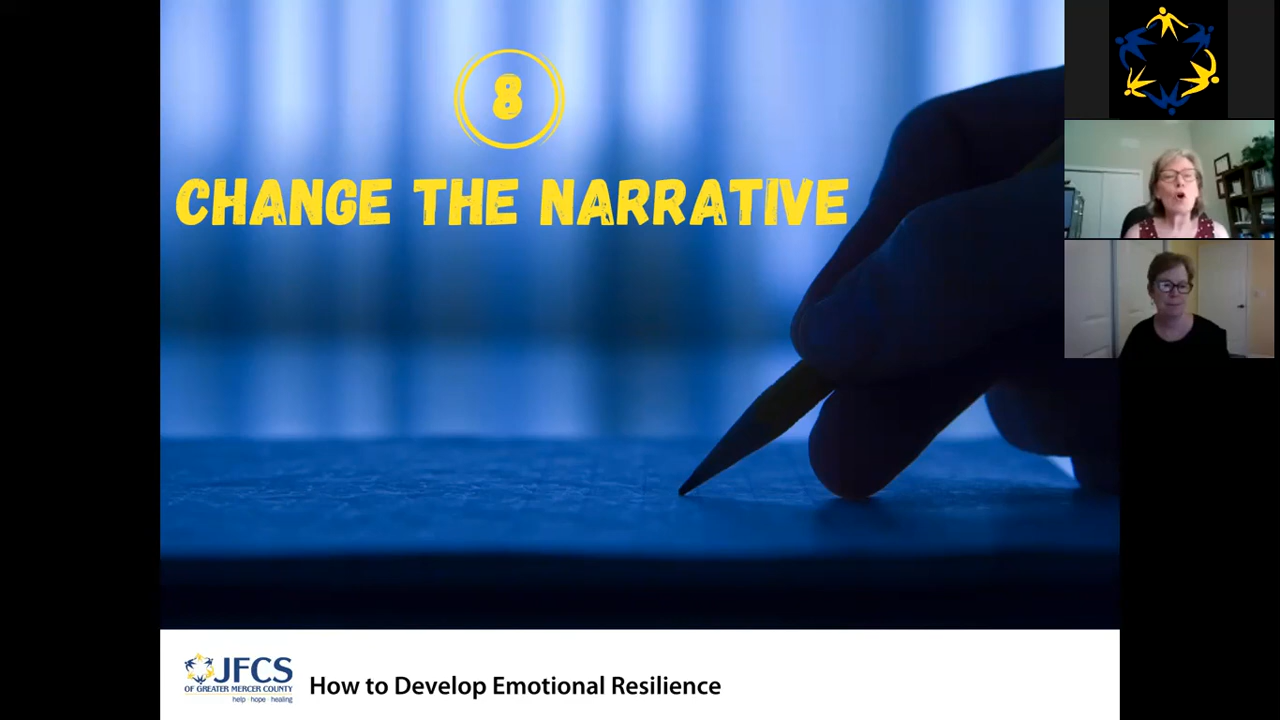 8
CHANGE THE NARRATIVE
JFCS
OF GREATER MERCER COUNTY
help · hope · healing
How to Develop Emotional Resilience